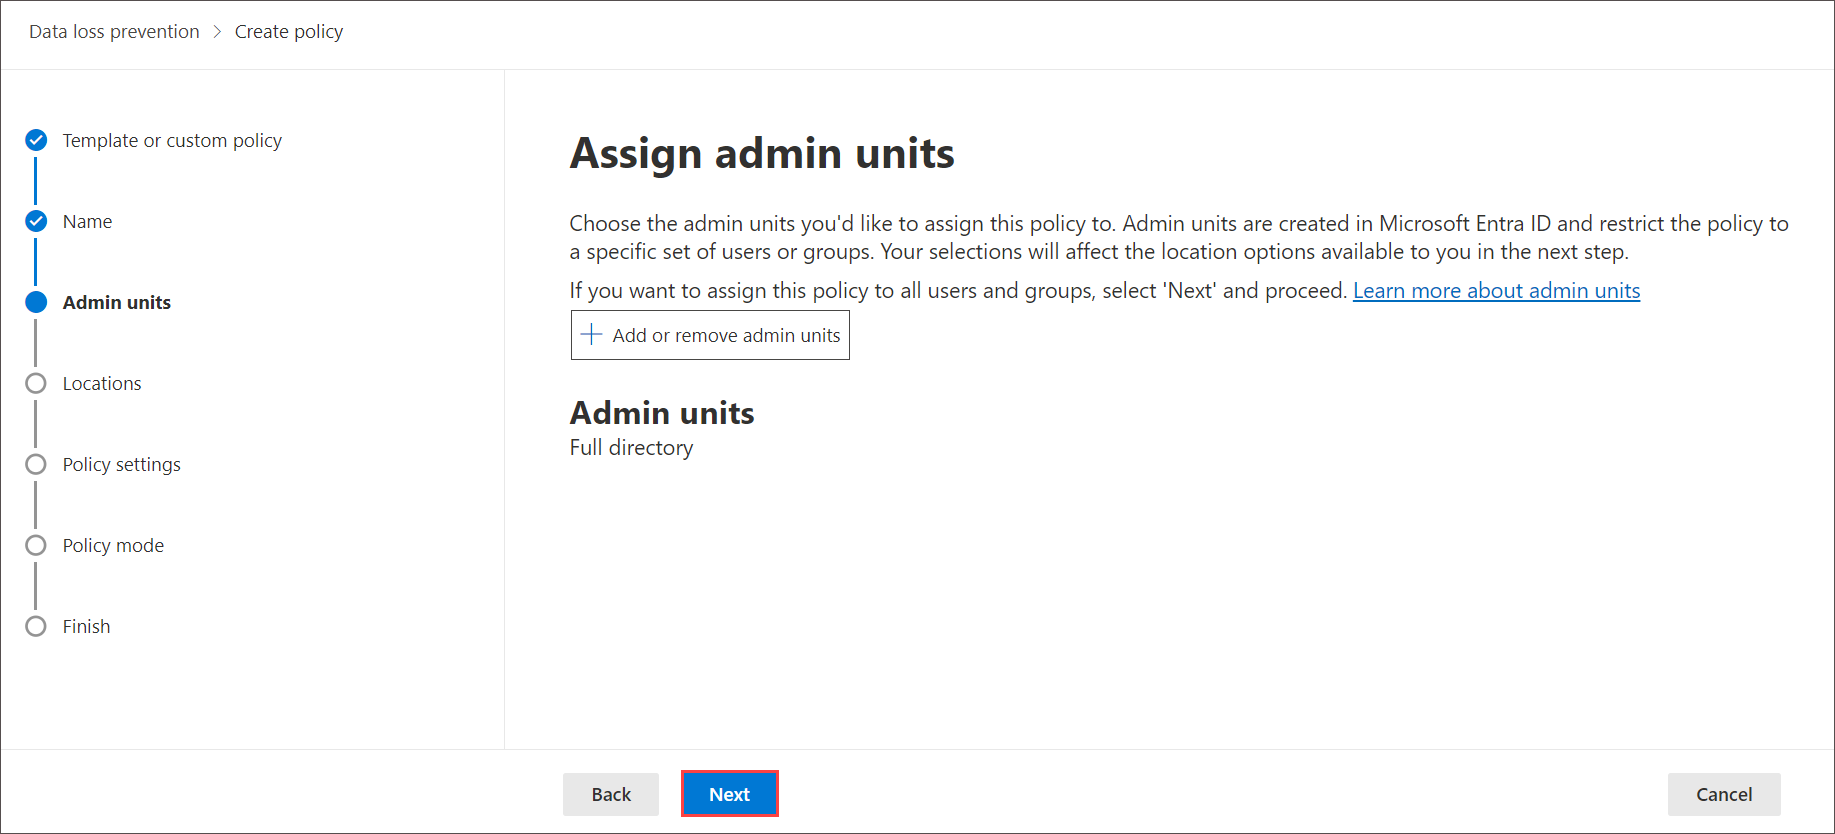 Data loss prevention > Create policy
Template or custom policy
Name
Admin units
Locations
Policy settings
Policy mode
Finish
Assign admin units
Choose the admin units you'd like to assign this policy to. Admin units are created in Microsoft Entra ID and restrict the policy to
a specific set of users or groups. Your selections will affect the location options available to you in the next step.
If you want to assign this policy to all users and groups, select 'Next' and proceed. Learn more about admin units
+ Add or remove admin units
Admin units
Full directory
Back
Next
Cancel